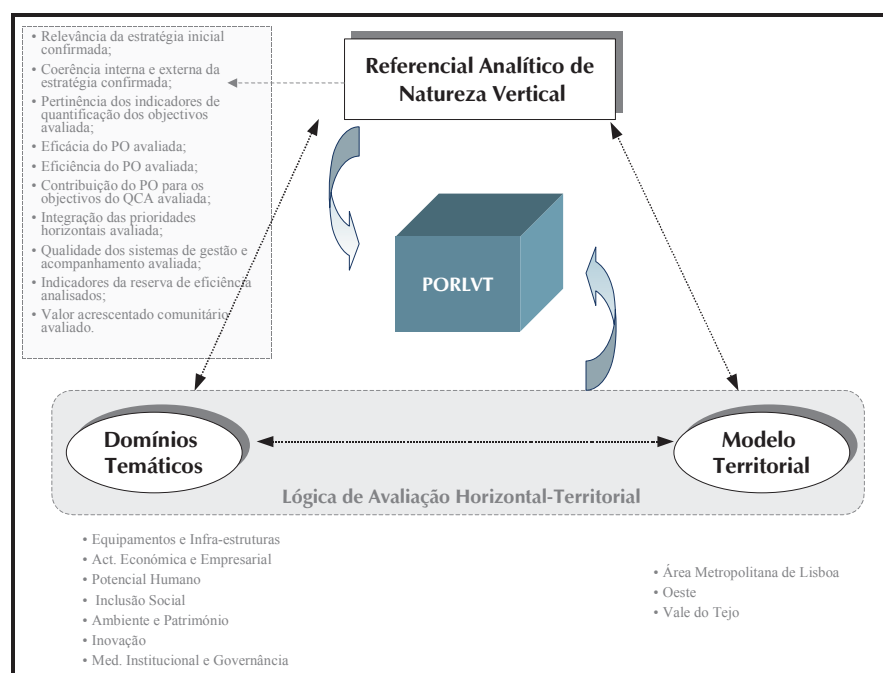 • Relevância da estratégia inicial
confirmada;
• Coerência interna e externa da
estratégia confirmada;
• Pertinência dos indicadores de
quantificação dos objectivos
avaliada;
• Eficácia do PO avaliada;
• Eficiência do PO avaliada;
• Contribuição do PO para os
objectivos do QCA avaliada;
• Integração das prioridades
horizontais avaliada;
• Qualidade dos sistemas de gestão e
acompanhamento avaliada;
• Indicadores da reserva de eficiência
analisados;
• Valor acrescentado comunitário
avaliado.
Referencial Analítico de
Natureza Vertical
PORLVT
Domínios
Temáticos
Modelo
Territorial
Lógica de Avaliação Horizontal-Territorial
• Equipamentos e Infra-estruturas
• Act. Económica e Empresarial
• Potencial Humano
• Inclusão Social
• Ambiente e Património
• Inovação
• Med. Institucional e Governância
• Área Metropolitana de Lisboa
• Oeste
• Vale do Tejo